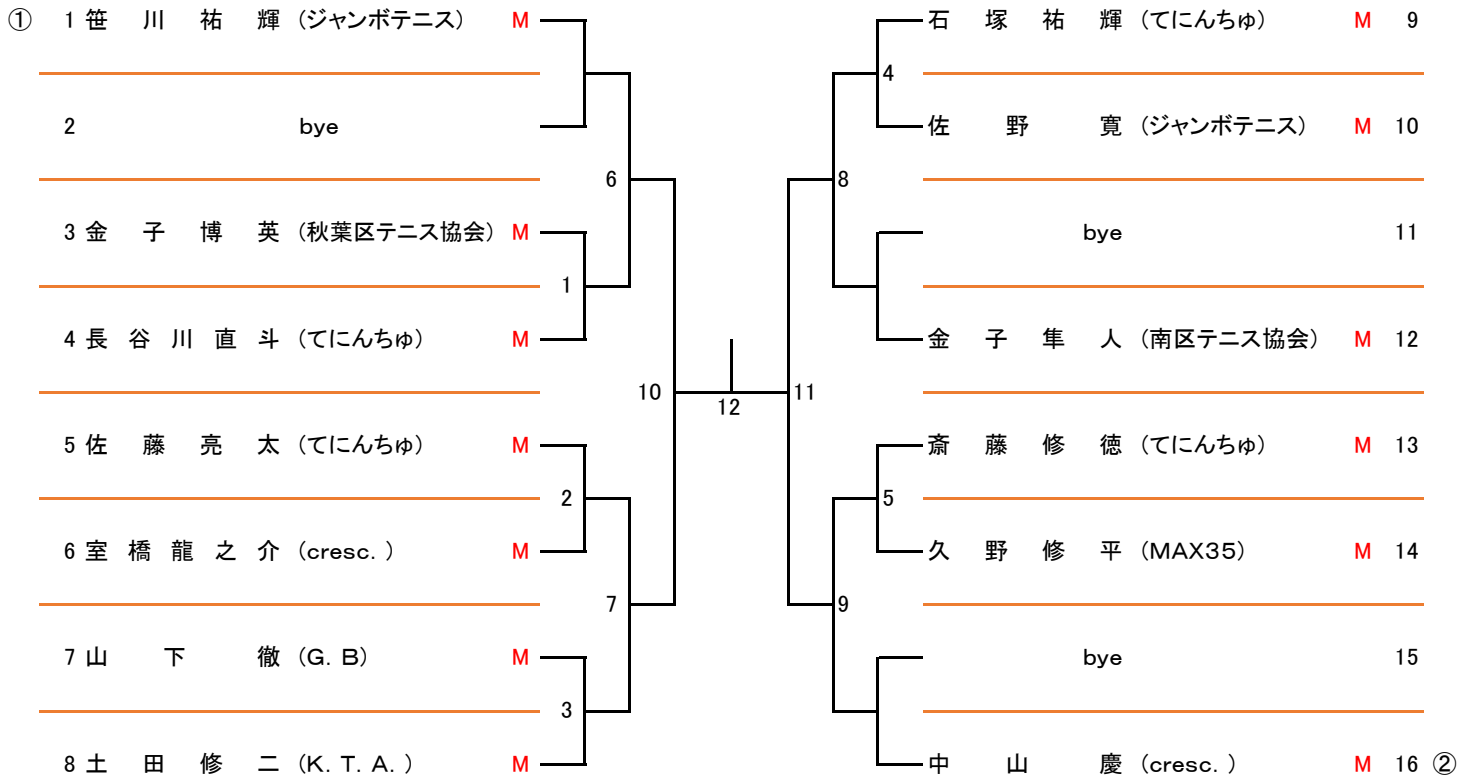 ① 1 笹川祐輝 (ジャンボテニス) M
2 bye
6
3 金子博英 (秋葉区テニス協会) M
1
4 長谷川直斗 (てにんちゅ) M
10
5 佐藤亮太 (てにんちゅ) M
2
6 室橋龍之介 (cresc.) M
7
7 山下徹 (G.B) M
3
8 土田修二 (K.T.A.) M
12
石塚祐輝 (てにんちゅ) M 9
4
佐野寛 (ジャンボテニス) M 10
8
bye 11
金子隼人 (南区テニス協会) M 12
11
斎藤修徳 (てにんちゅ) M 13
5
久野修平 (MAX35) M 14
9
bye 15
中山慶 (cresc.) M 16 ②